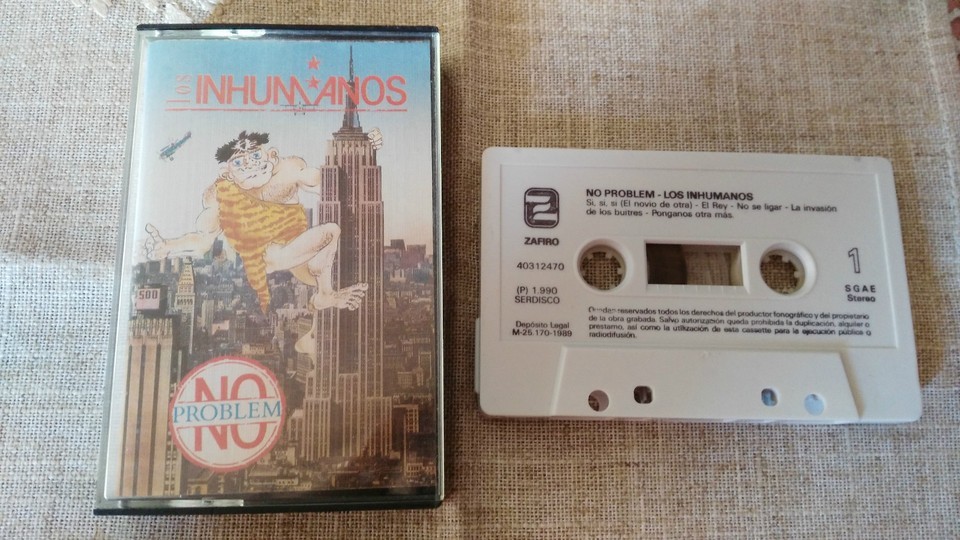 los INHUMANOS
500
NO
PROBLEM
NO
ZAFIRO
40312470
(P) 1.990
SERDISCO
Depósito Legal
M-25.170-1989
NO PROBLEM - LOS INHUMANOS
Si, si, si (El novio de otra) - El Rey - No se ligar - La invasión
de los buitres - Ponganos otra más.
1
SGAE
Stereo
Quedan reservados todos los derechos del productor fonográfico y del propietario
de la obra grabada. Salvo autorización queda prohibida la duplicación, alquiler o
prestamo, así como la utilización de esta cassette para la ejecución pública o
radiodifusión.